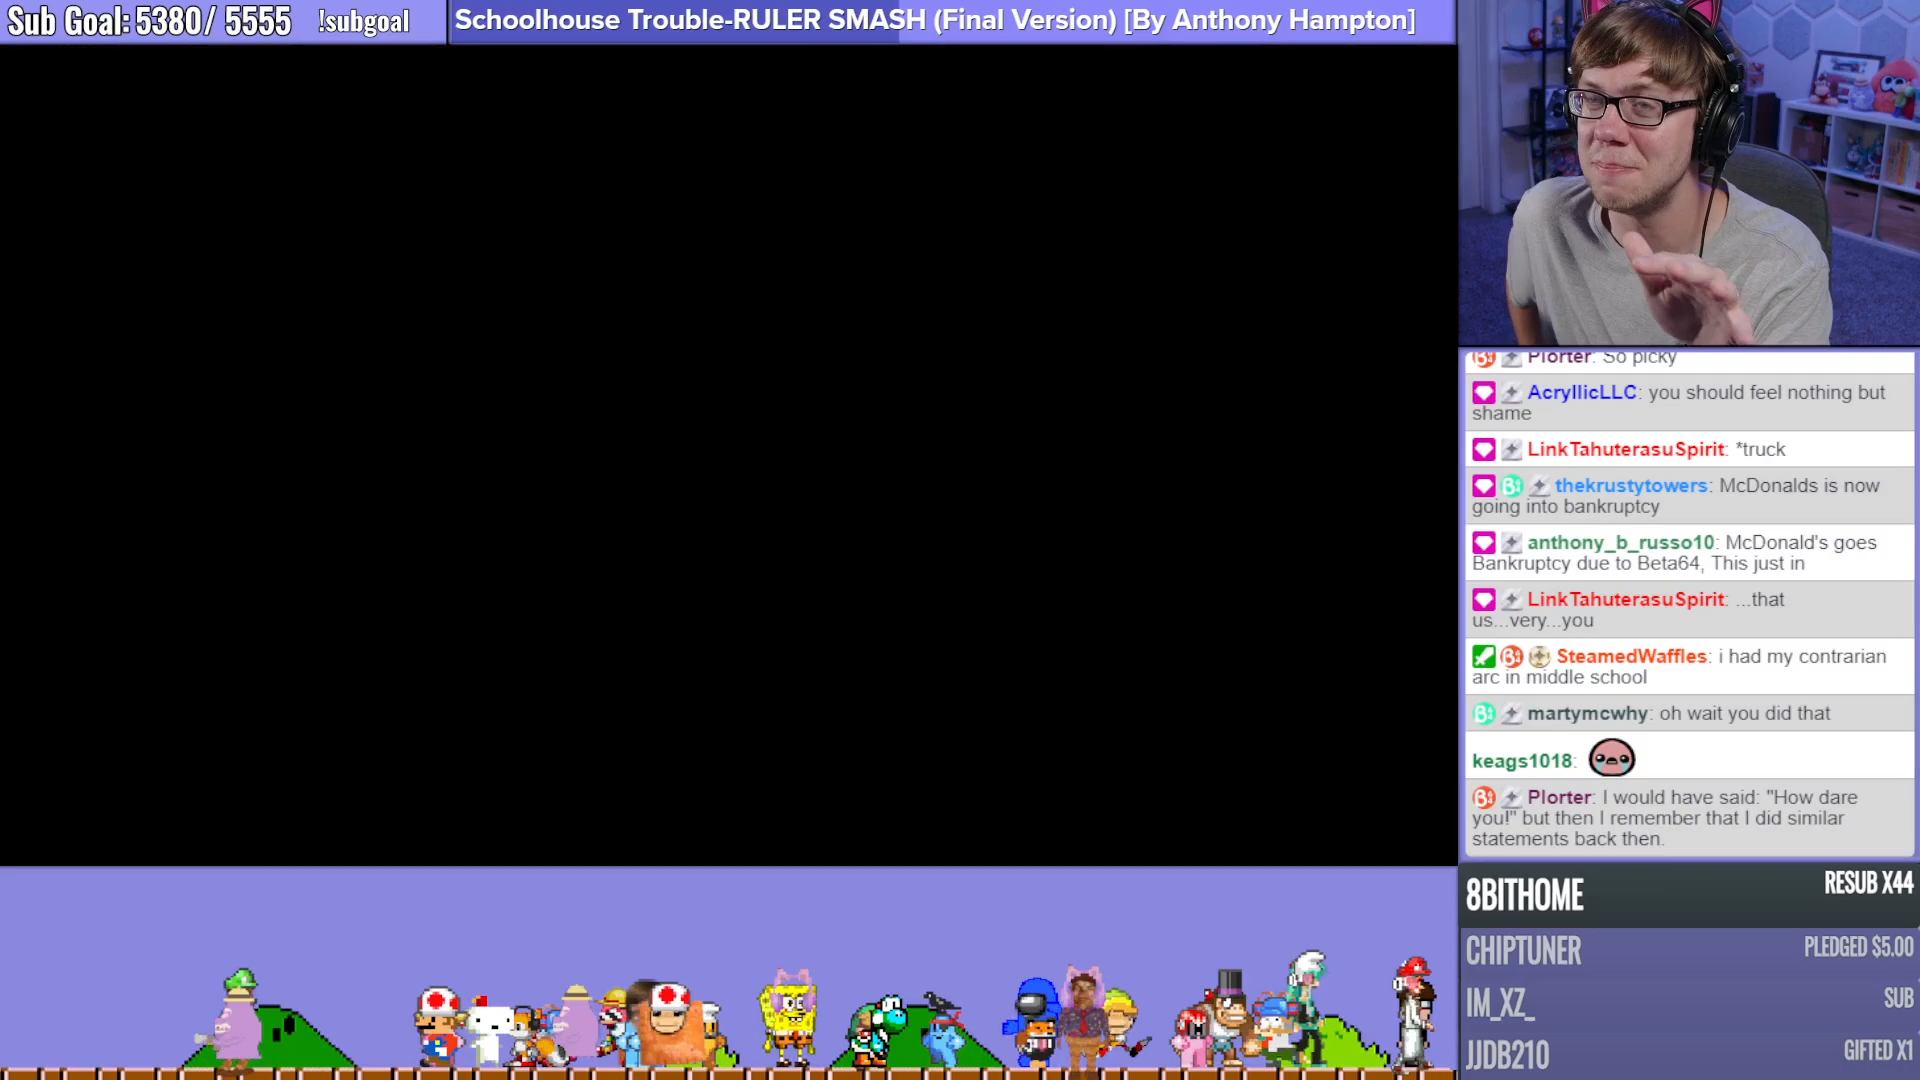 Sub Goal: 5380/ 5555 !subgoal
Schoolhouse Trouble-RULER SMASH (Final Version) [By Anthony Hampton]
Plorter: So picky
AcryllicLLC: you should feel nothing but
shame
LinkTahuterasuSpirit: *truck
thekrustytowers: McDonalds is now
going into bankruptcy
anthony_b_russo10: McDonald's goes
Bankruptcy due to Beta64, This just in
LinkTahuterasuSpirit: ...that
us...very...you
SteamedWaffles: i had my contrarian
arc in middle school
martymcwhy: oh wait you did that
keags1018:
Plorter: I would have said: "How dare
you!" but then I remember that I did similar
statements back then.
8BITHOME RESUB X44
CHIPTUNER PLEDGED $5.00
IM_XZ_ SUB
JJDB210 GIFTED X1